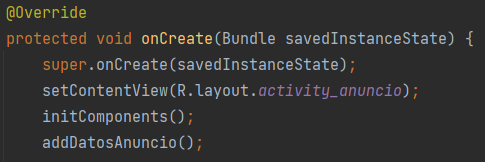 @Override
protected void onCreate(Bundle savedInstanceState) {
    super.onCreate(savedInstanceState);
    setContentView(R.layout.activity_anuncio);
    initComponents();
    addDatosAnuncio();